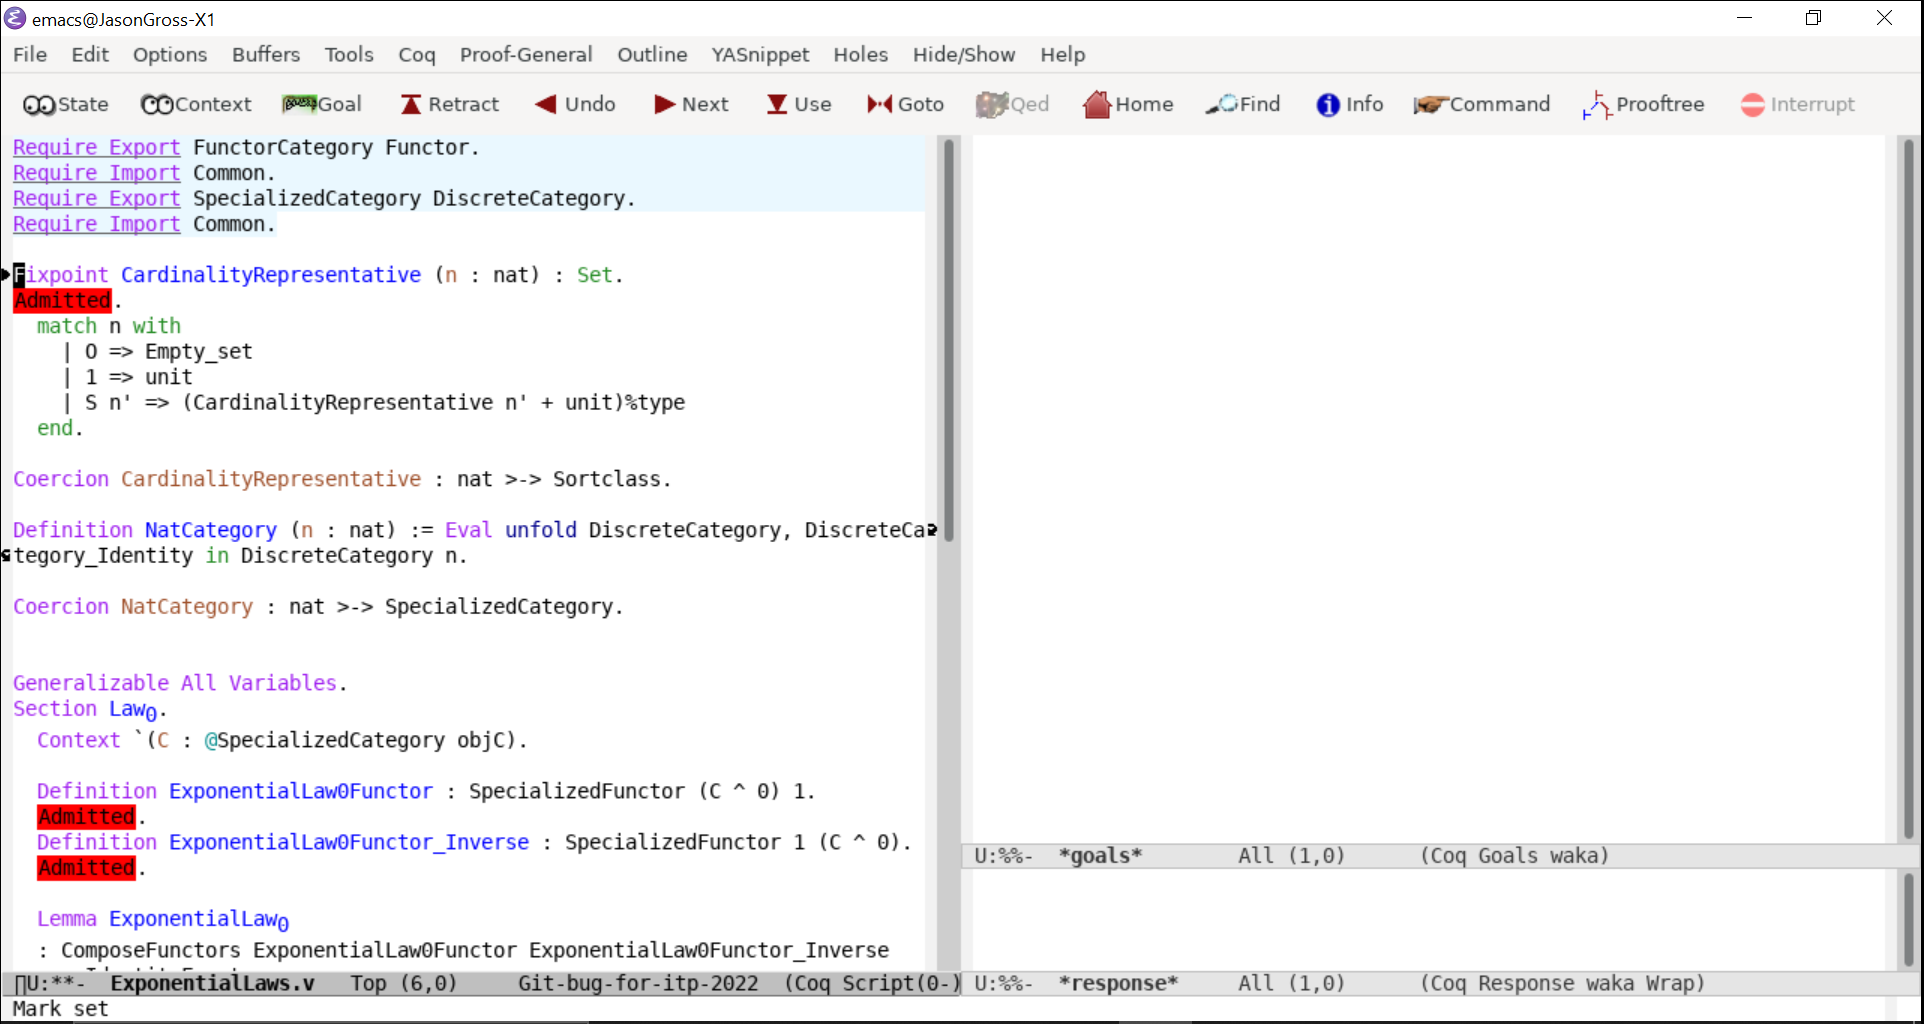 emacs@JasonGross-X1
File Edit Options Buffers Tools Coq Proof-General Outline YASnippet Holes Hide/Show Help
State Context Goal Retract Undo Next Use Goto Qed Home Find Info Command Prooftree Interrupt
Require Export FunctorCategory Functor.
Require Import Common.
Require Export SpecializedCategory DiscreteCategory.
Require Import Common.
Fixpoint CardinalityRepresentative (n : nat) : Set.
Admitted.
  match n with
    | O => Empty_set
    | 1 => unit
    | S n' => (CardinalityRepresentative n' + unit)%type
  end.
Coercion CardinalityRepresentative : nat >-> Sortclass.
Definition NatCategory (n : nat) := Eval unfold DiscreteCategory, DiscreteCa
tegory_Identity in DiscreteCategory n.
Coercion NatCategory : nat >-> SpecializedCategory.
Generalizable All Variables.
Section Law₀.
  Context `(C : @SpecializedCategory objC).
  Definition ExponentialLaw0Functor : SpecializedFunctor (C ^ 0) 1.
  Admitted.
  Definition ExponentialLaw0Functor_Inverse : SpecializedFunctor 1 (C ^ 0).
  Admitted.
  Lemma ExponentialLaw₀
  : ComposeFunctors ExponentialLaw0Functor ExponentialLaw0Functor_Inverse
U:**-  ExponentialLaws.v   Top (6,0)     Git-bug-for-itp-2022  (Coq Script(0-)
Mark set
U:%%-  *goals*        All (1,0)      (Coq Goals waka)
U:%%-  *response*     All (1,0)      (Coq Response waka Wrap)